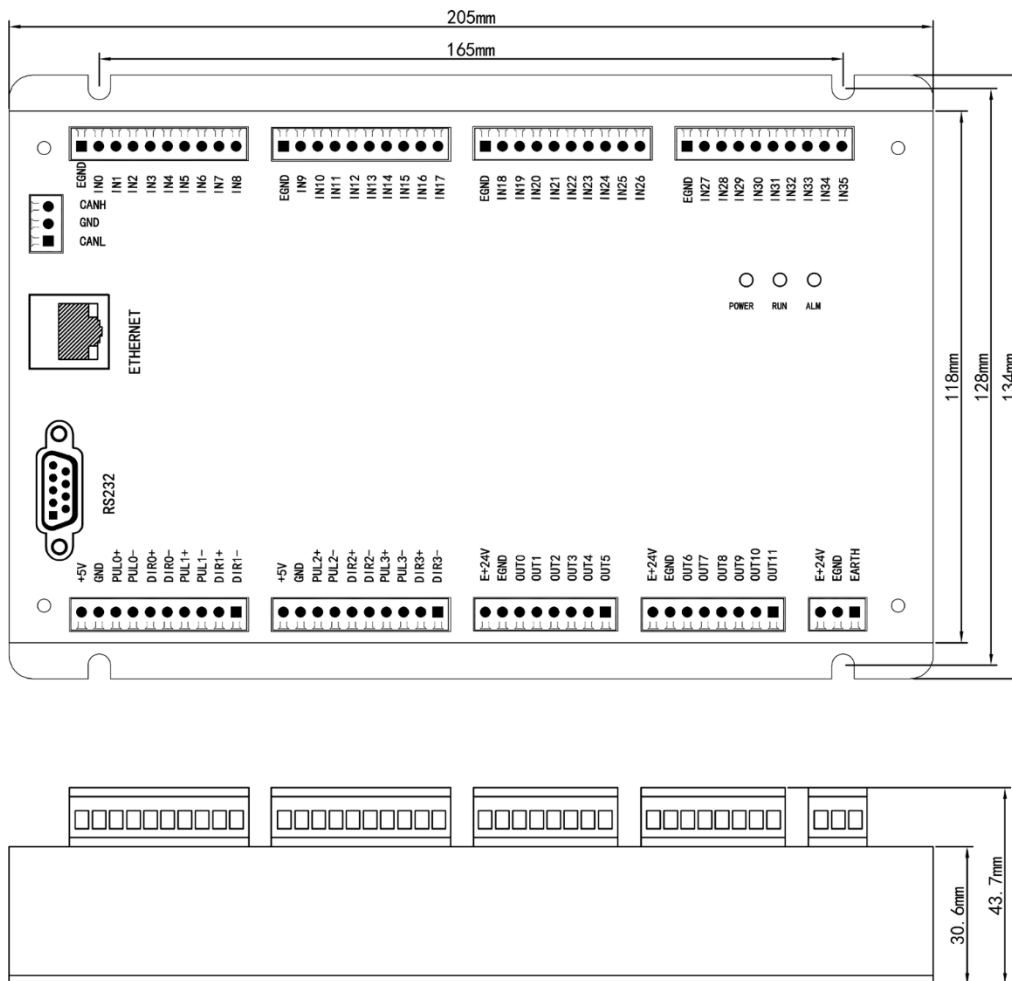 205mm
165mm
EGND
IN0
IN1
IN2
IN3
IN4
IN5
IN6
IN7
IN8
EGND
IN9
IN10
IN11
IN12
IN13
IN14
IN15
IN16
IN17
EGND
IN18
IN19
IN20
IN21
IN22
IN23
IN24
IN25
IN26
EGND
IN27
IN28
IN29
IN30
IN31
IN32
IN33
IN34
IN35
CANH
GND
CANL
POWER
RUN
ALM
ETHERNET
118mm
128mm
134mm
RS232
+5V
GND
PUL0+
PUL0-
DIR0+
DIR0-
PUL1+
PUL1-
DIR1+
DIR1-
+5V
GND
PUL2+
PUL2-
DIR2+
DIR2-
PUL3+
PUL3-
DIR3+
DIR3-
E+24V
EGND
OUT0
OUT1
OUT2
OUT3
OUT4
OUT5
E+24V
EGND
OUT6
OUT7
OUT8
OUT9
OUT10
OUT11
E+24V
EGND
EARTH
30.6mm
43.7mm